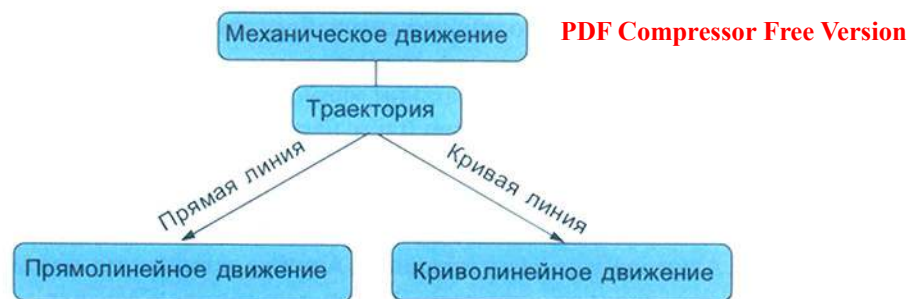 Механическое движение
PDF Compressor Free Version
Траектория
Прямая линия
Кривая линия
Прямолинейное движение
Криволинейное движение